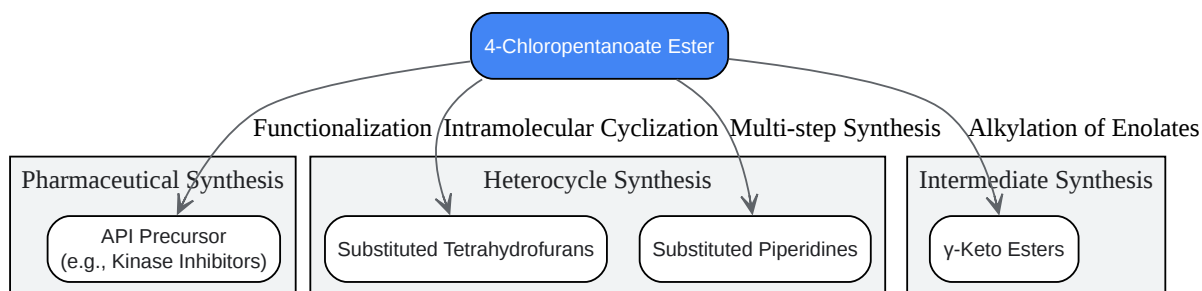 4-Chloropentanoate Ester
Functionalization
Intramolecular Cyclization
Multi-step Synthesis
Alkylation of Enolates
Pharmaceutical Synthesis
Heterocycle Synthesis
Intermediate Synthesis
API Precursor
(e.g., Kinase Inhibitors)
Substituted Tetrahydrofurans
Substituted Piperidines
γ-Keto Esters